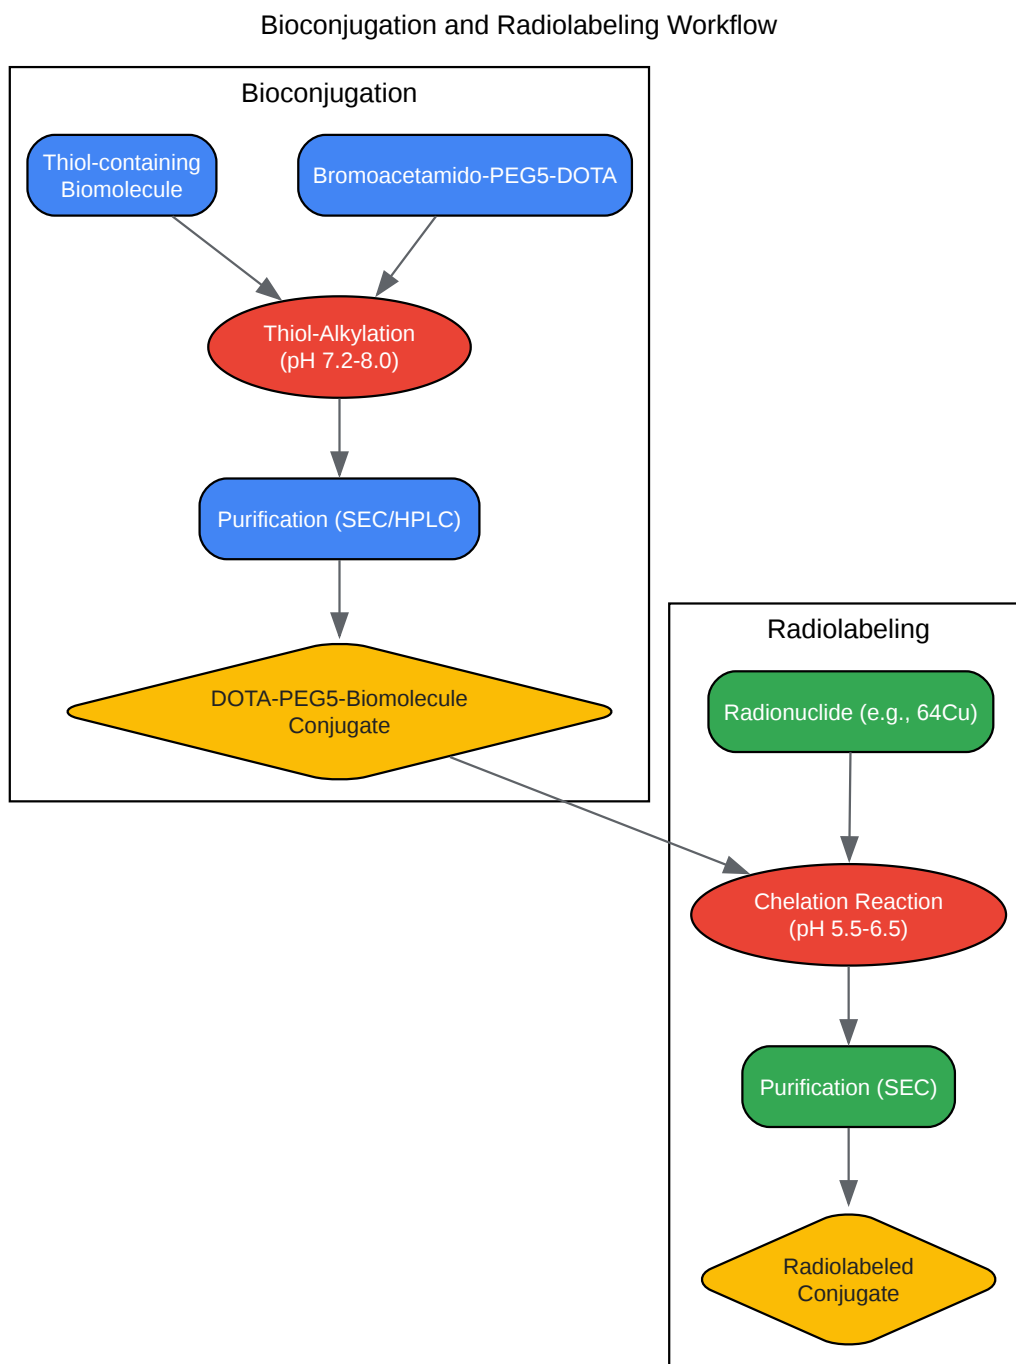 Bioconjugation and Radiolabeling Workflow
Bioconjugation
Thiol-containing
Biomolecule
Bromoacetamido-PEG5-DOTA
Thiol-Alkylation
(pH 7.2-8.0)
Purification (SEC/HPLC)
DOTA-PEG5-Biomolecule
Conjugate
Radiolabeling
Radionuclide (e.g., 64Cu)
Chelation Reaction
(pH 5.5-6.5)
Purification (SEC)
Radiolabeled
Conjugate